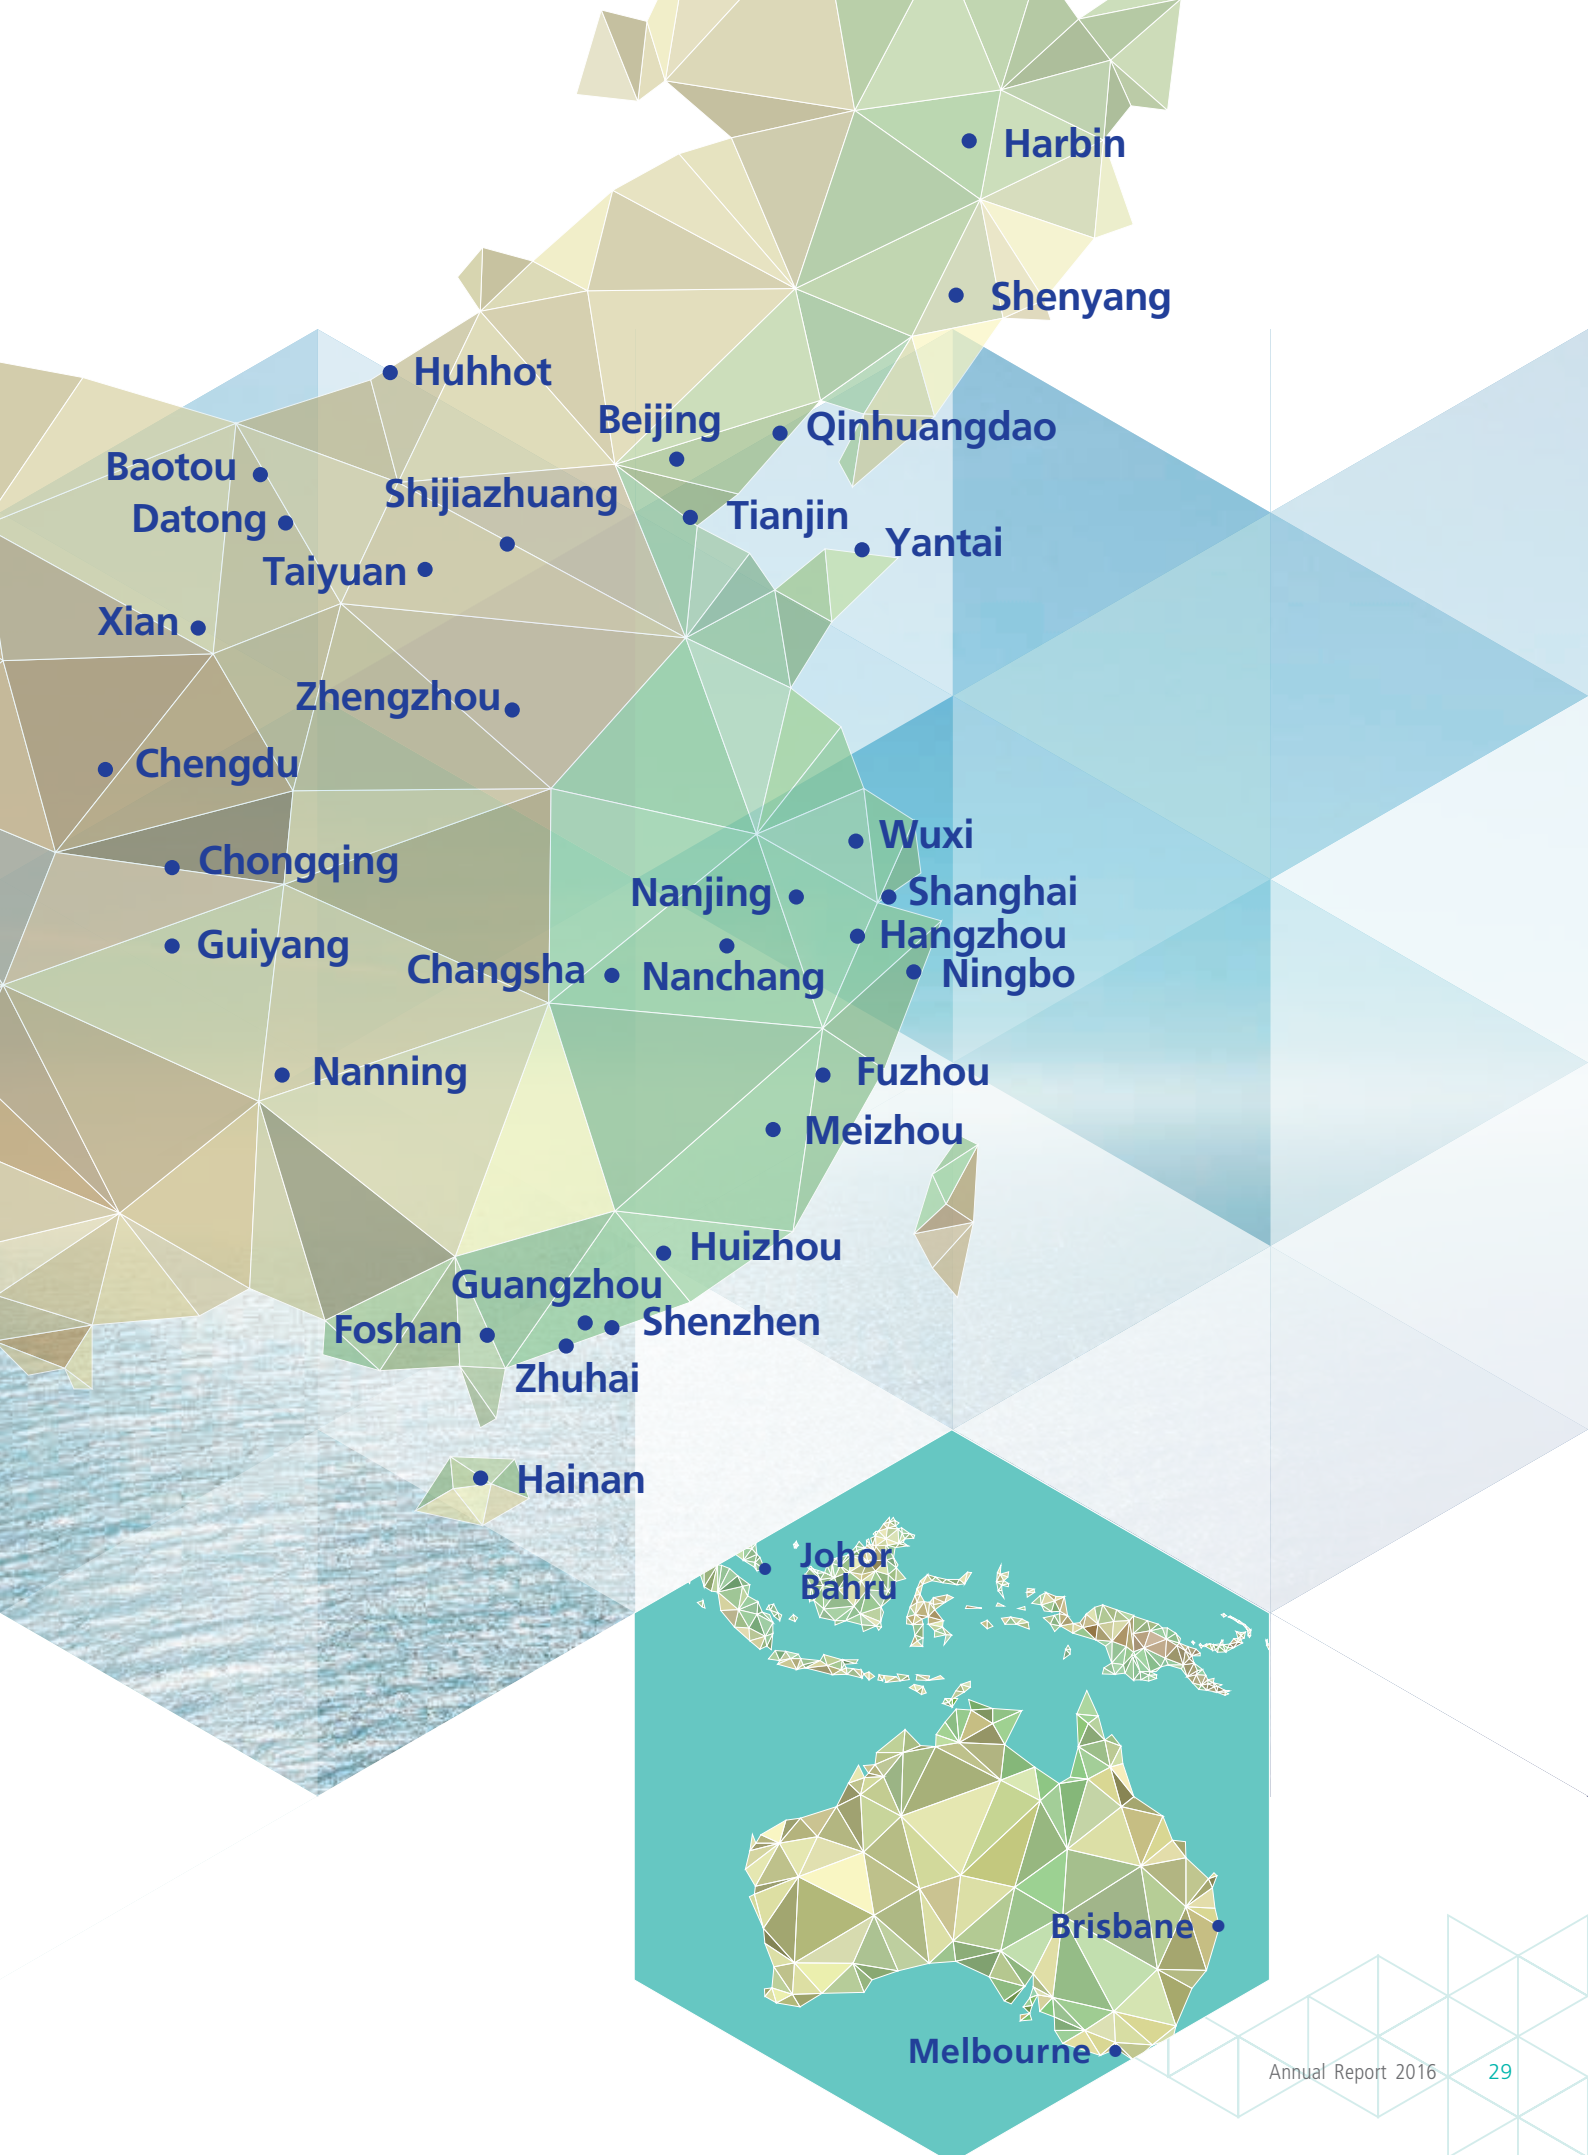 Harbin
Shenyang
Huhhot
Beijing
Qinhuangdao
Baotou
Shijiazhuang
Datong
Tianjin
Yantai
Taiyuan
Xian
Zhengzhou
Chengdu
Wuxi
Chongqing
Nanjing
Shanghai
Hangzhou
Guiyang
Changsha
Nanchang
Ningbo
Nanning
Fuzhou
Meizhou
Huizhou
Guangzhou
Shenzhen
Foshan
Zhuhai
Hainan
Johor
Bahru
Brisbane
Melbourne
Annual Report 2016 29